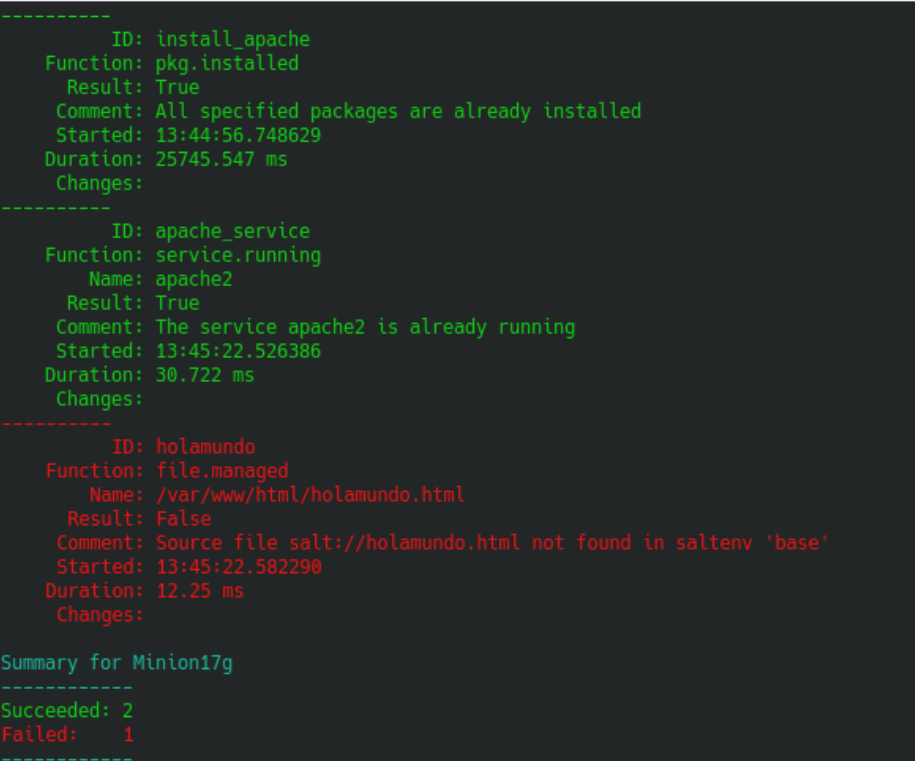 ----------
ID: install_apache
Function: pkg.installed
Result: True
Comment: All specified packages are already installed
Started: 13:44:56.748629
Duration: 25745.547 ms
Changes:
----------
ID: apache_service
Function: service.running
Name: apache2
Result: True
Comment: The service apache2 is already running
Started: 13:45:22.526386
Duration: 30.722 ms
Changes:
----------
ID: holamundo
Function: file.managed
Name: /var/www/html/holamundo.html
Result: False
Comment: Source file salt://holamundo.html not found in saltenv 'base'
Started: 13:45:22.582290
Duration: 12.25 ms
Changes:
Summary for Minion17g
------------
Succeeded: 2
Failed: 1
------------